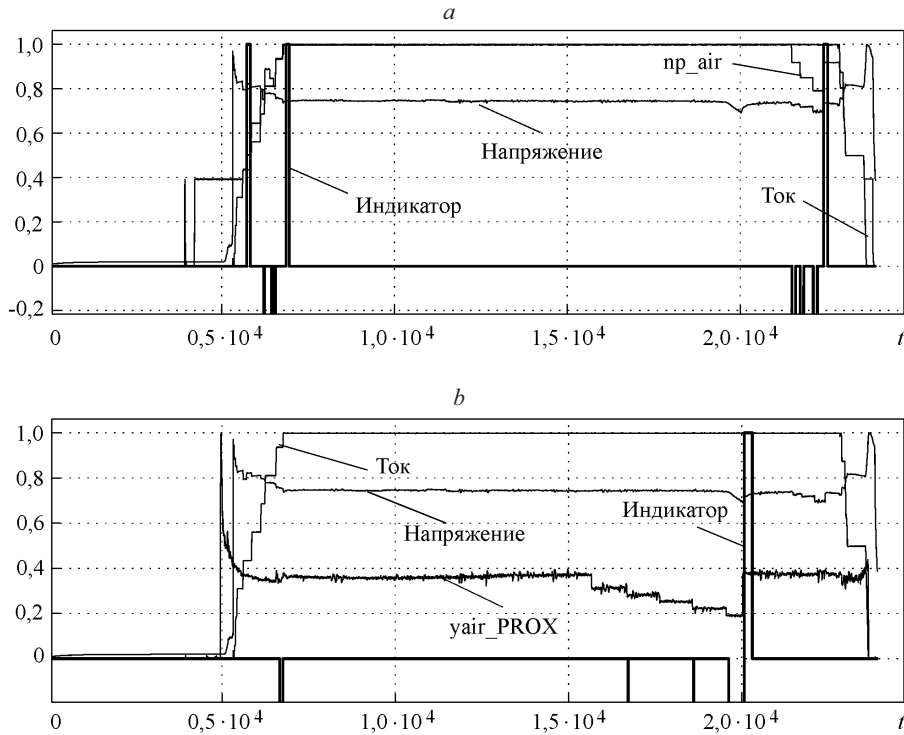 a
1,0
np_air
0,8
Напряжение
0,6
0,4
Индикатор
Ток
0,2
0
-0,2
0
0,5·10⁴
1,0·10⁴
1,5·10⁴
2,0·10⁴
t
b
1,0
Ток
0,8
Индикатор
Напряжение
0,6
0,4
0,2
yair_PROX
0
0
0,5·10⁴
1,0·10⁴
1,5·10⁴
2,0·10⁴
t